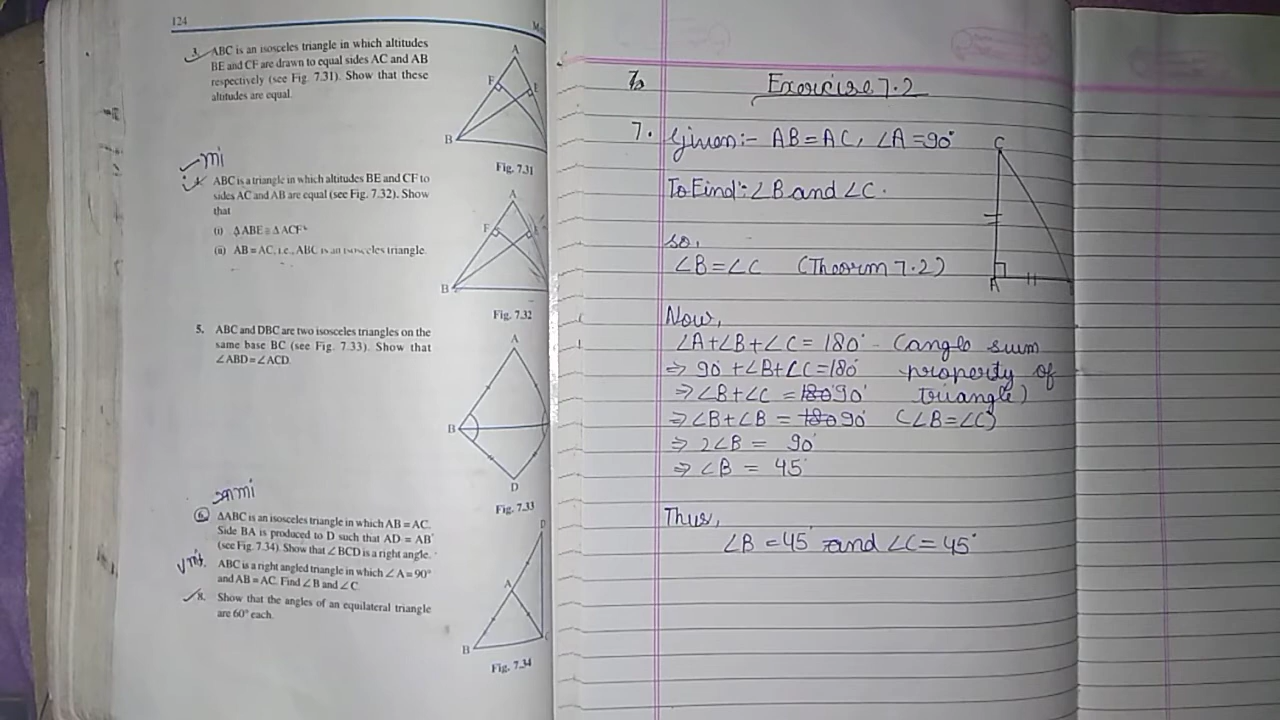 124
3. ABC is an isosceles triangle in which altitudes
BE and CF are drawn to equal sides AC and AB
respectively (see Fig. 7.31). Show that these
altitudes are equal.
A
F
E
B
Fig. 7.31
mi
ABC is a triangle in which altitudes BE and CF to
sides AC and AB are equal (see Fig. 7.32). Show
that
(i) ΔABE ≅ ΔACF
(ii) AB = AC, i.e., ABC is an isosceles triangle.
A
F
B
Fig. 7.32
5. ABC and DBC are two isosceles triangles on the
same base BC (see Fig. 7.33). Show that
∠ABD = ∠ACD.
A
B
D
Fig. 7.33
6. ΔABC is an isosceles triangle in which AB = AC.
Side BA is produced to D such that AD = AB
(see Fig. 7.34). Show that ∠BCD is a right angle.
ABC is a right angled triangle in which ∠A = 90°
and AB = AC. Find ∠B and ∠C.
8. Show that the angles of an equilateral triangle
are 60° each.
D
A
B
C
Fig. 7.34
Exercise 7.2
7. Given:- AB = AC, ∠A = 90°
To Find:- ∠B and ∠C.
so,
∠B = ∠C (Theorm 7.2)
C
A
Now,
∠A+∠B+∠C = 180° (angle sum
⇒ 90 +∠B+∠C = 180° property of
⇒ ∠B+∠C = 180° 90° triangle)
⇒ ∠B+∠B = 180 90° (∠B=∠C)
⇒ 2∠B = 90°
⇒ ∠B = 45°
Thus,
∠B = 45° and ∠C = 45°